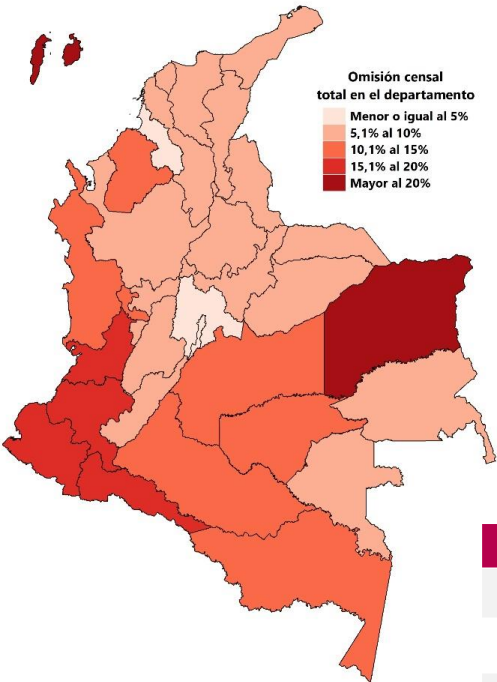 Omisión censal
total en el departamento
Menor o igual al 5%
5,1% al 10%
10,1% al 15%
15,1% al 20%
Mayor al 20%